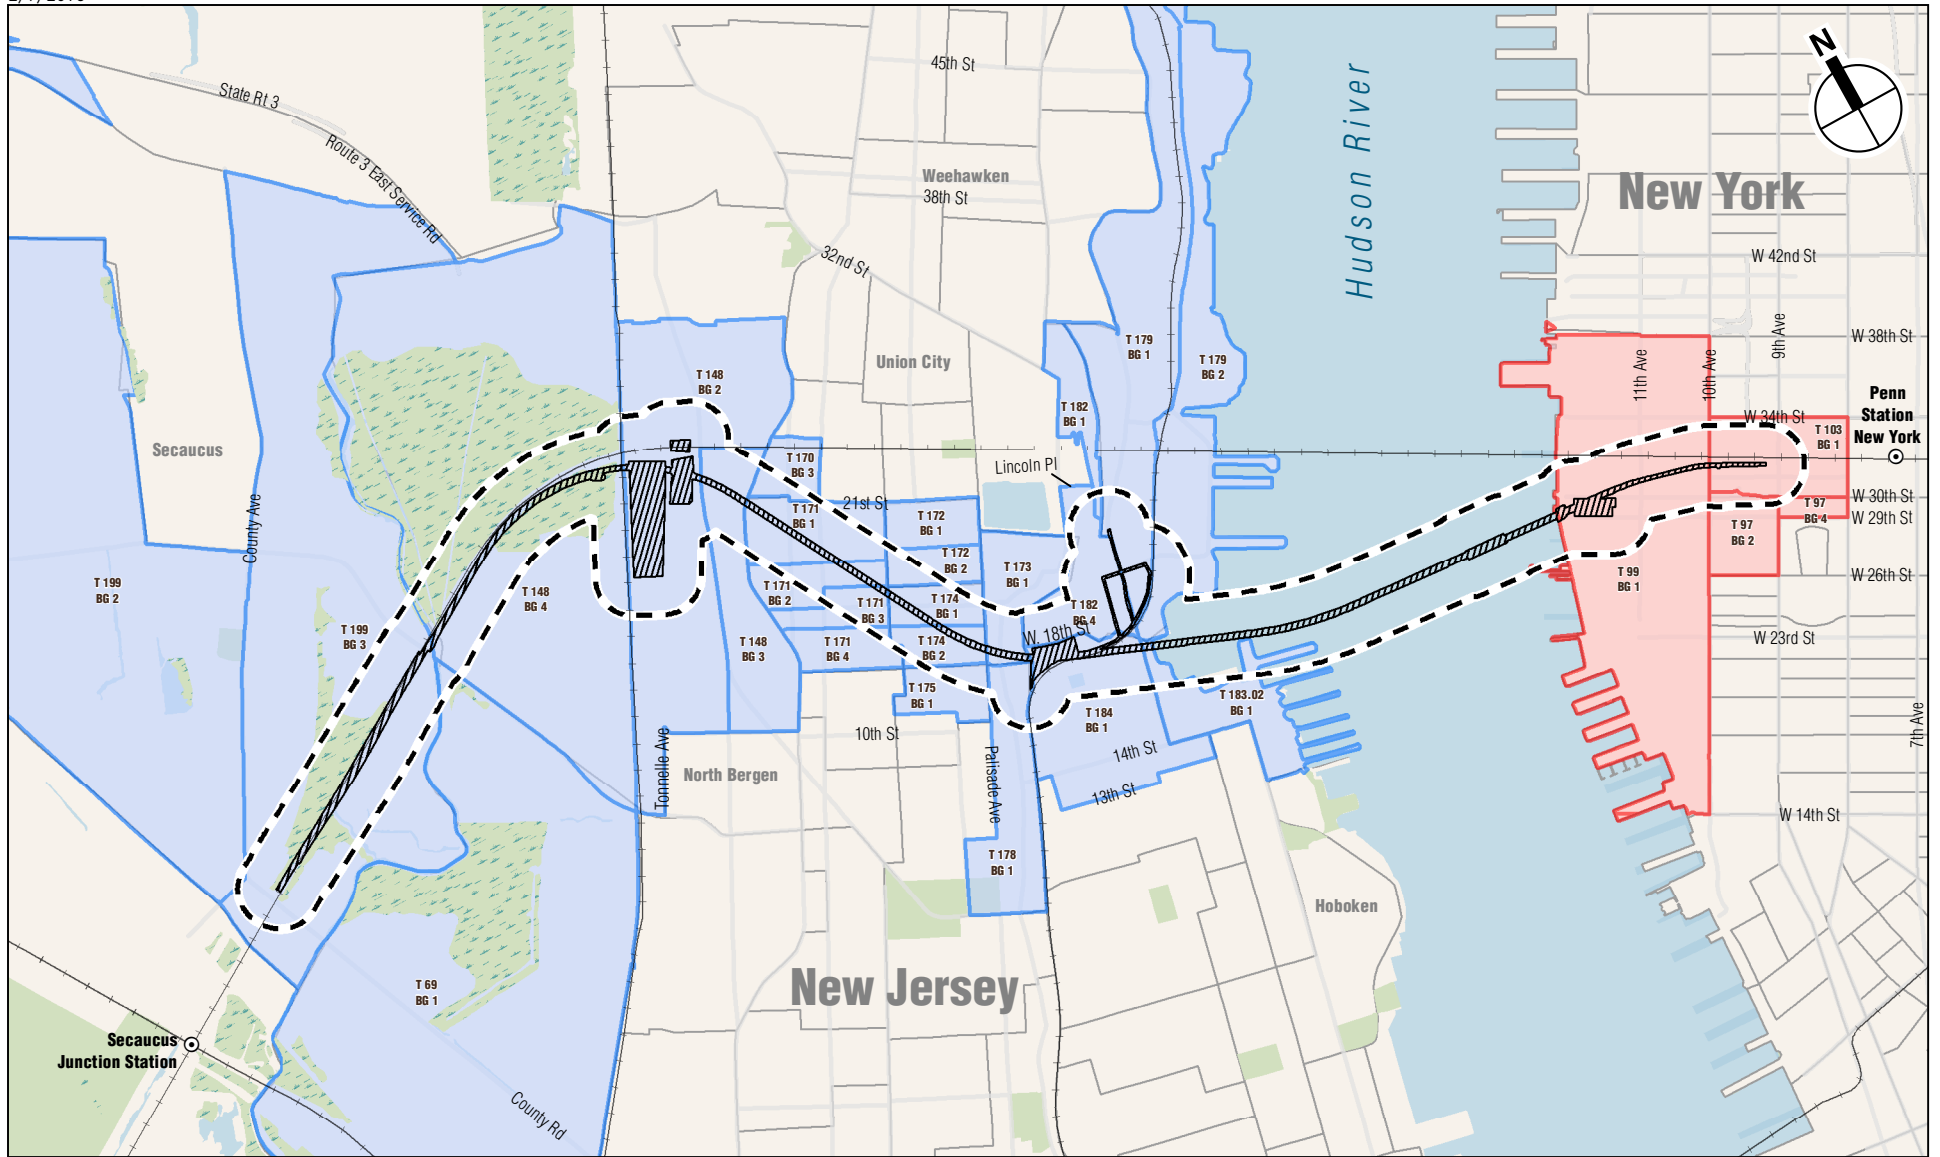 State Rt 3
Route 3 East Service Rd
45th St
Weehawken
38th St
32nd St
Hudson River
New York
N
W 42nd St
9th Ave
W 38th St
11th Ave
10th Ave
Penn
Station
New York
W 34th St
T 103
BG 1
W 30th St
T 97
BG 4
W 29th St
T 97
BG 2
W 26th St
T 99
BG 1
W 23rd St
7th Ave
W 14th St
T 179
BG 1
T 179
BG 2
Union City
T 148
BG 2
T 182
BG 1
Secaucus
County Ave
T 170
BG 3
Lincoln Pl
21st St
T 171
BG 1
T 172
BG 1
T 172
BG 2
T 173
BG 1
T 199
BG 2
T 148
BG 4
T 171
BG 2
T 171
BG 3
T 174
BG 1
T 182
BG 4
W. 18th St
T 199
BG 3
T 148
BG 3
T 171
BG 4
T 174
BG 2
T 175
BG 1
T 183.02
BG 1
T 184
BG 1
10th St
14th St
13th St
Tonnelle Ave
North Bergen
Palisade Ave
T 178
BG 1
Hoboken
New Jersey
T 69
BG 1
Secaucus
Junction Station
County Rd